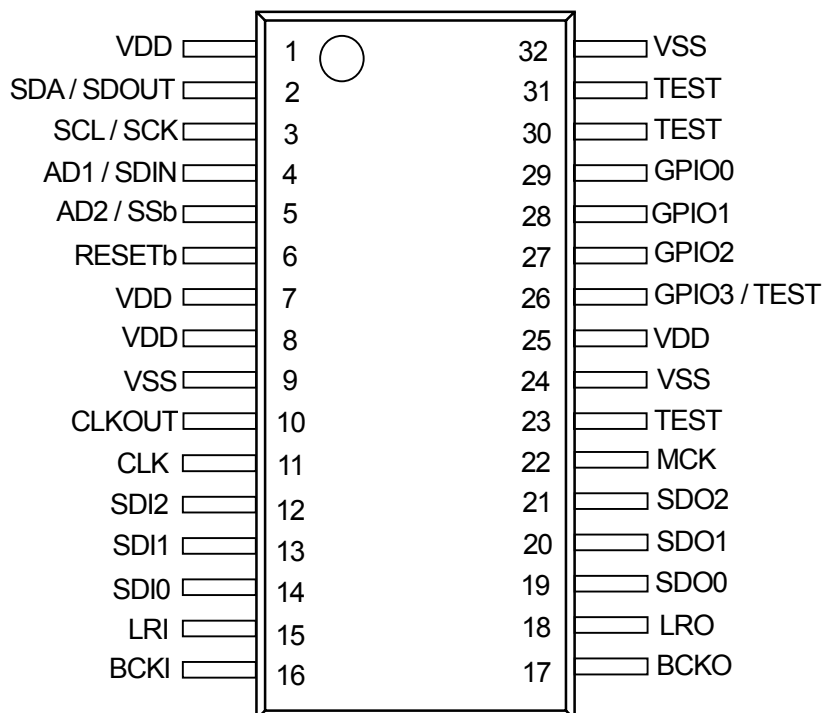 VDD 1 32 VSS
SDA / SDOUT 2 31 TEST
SCL / SCK 3 30 TEST
AD1 / SDIN 4 29 GPIO0
AD2 / SSb 5 28 GPIO1
RESETb 6 27 GPIO2
VDD 7 26 GPIO3 / TEST
VDD 8 25 VDD
VSS 9 24 VSS
CLKOUT 10 23 TEST
CLK 11 22 MCK
SDI2 12 21 SDO2
SDI1 13 20 SDO1
SDI0 14 19 SDO0
LRI 15 18 LRO
BCKI 16 17 BCKO